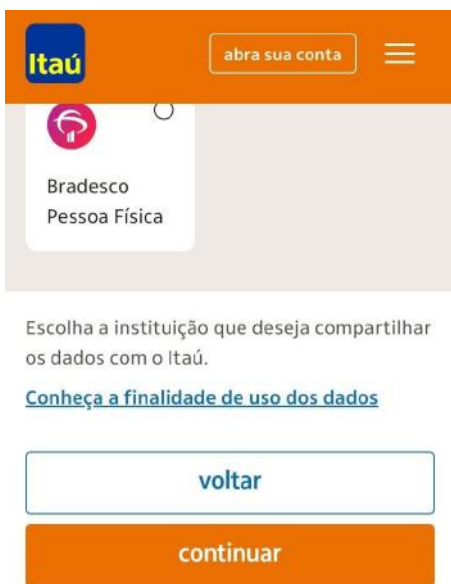 Itaú
abra sua conta
Bradesco
Pessoa Física
Escolha a instituição que deseja compartilhar
os dados com o Itaú.
Conheça a finalidade de uso dos dados
voltar
continuar